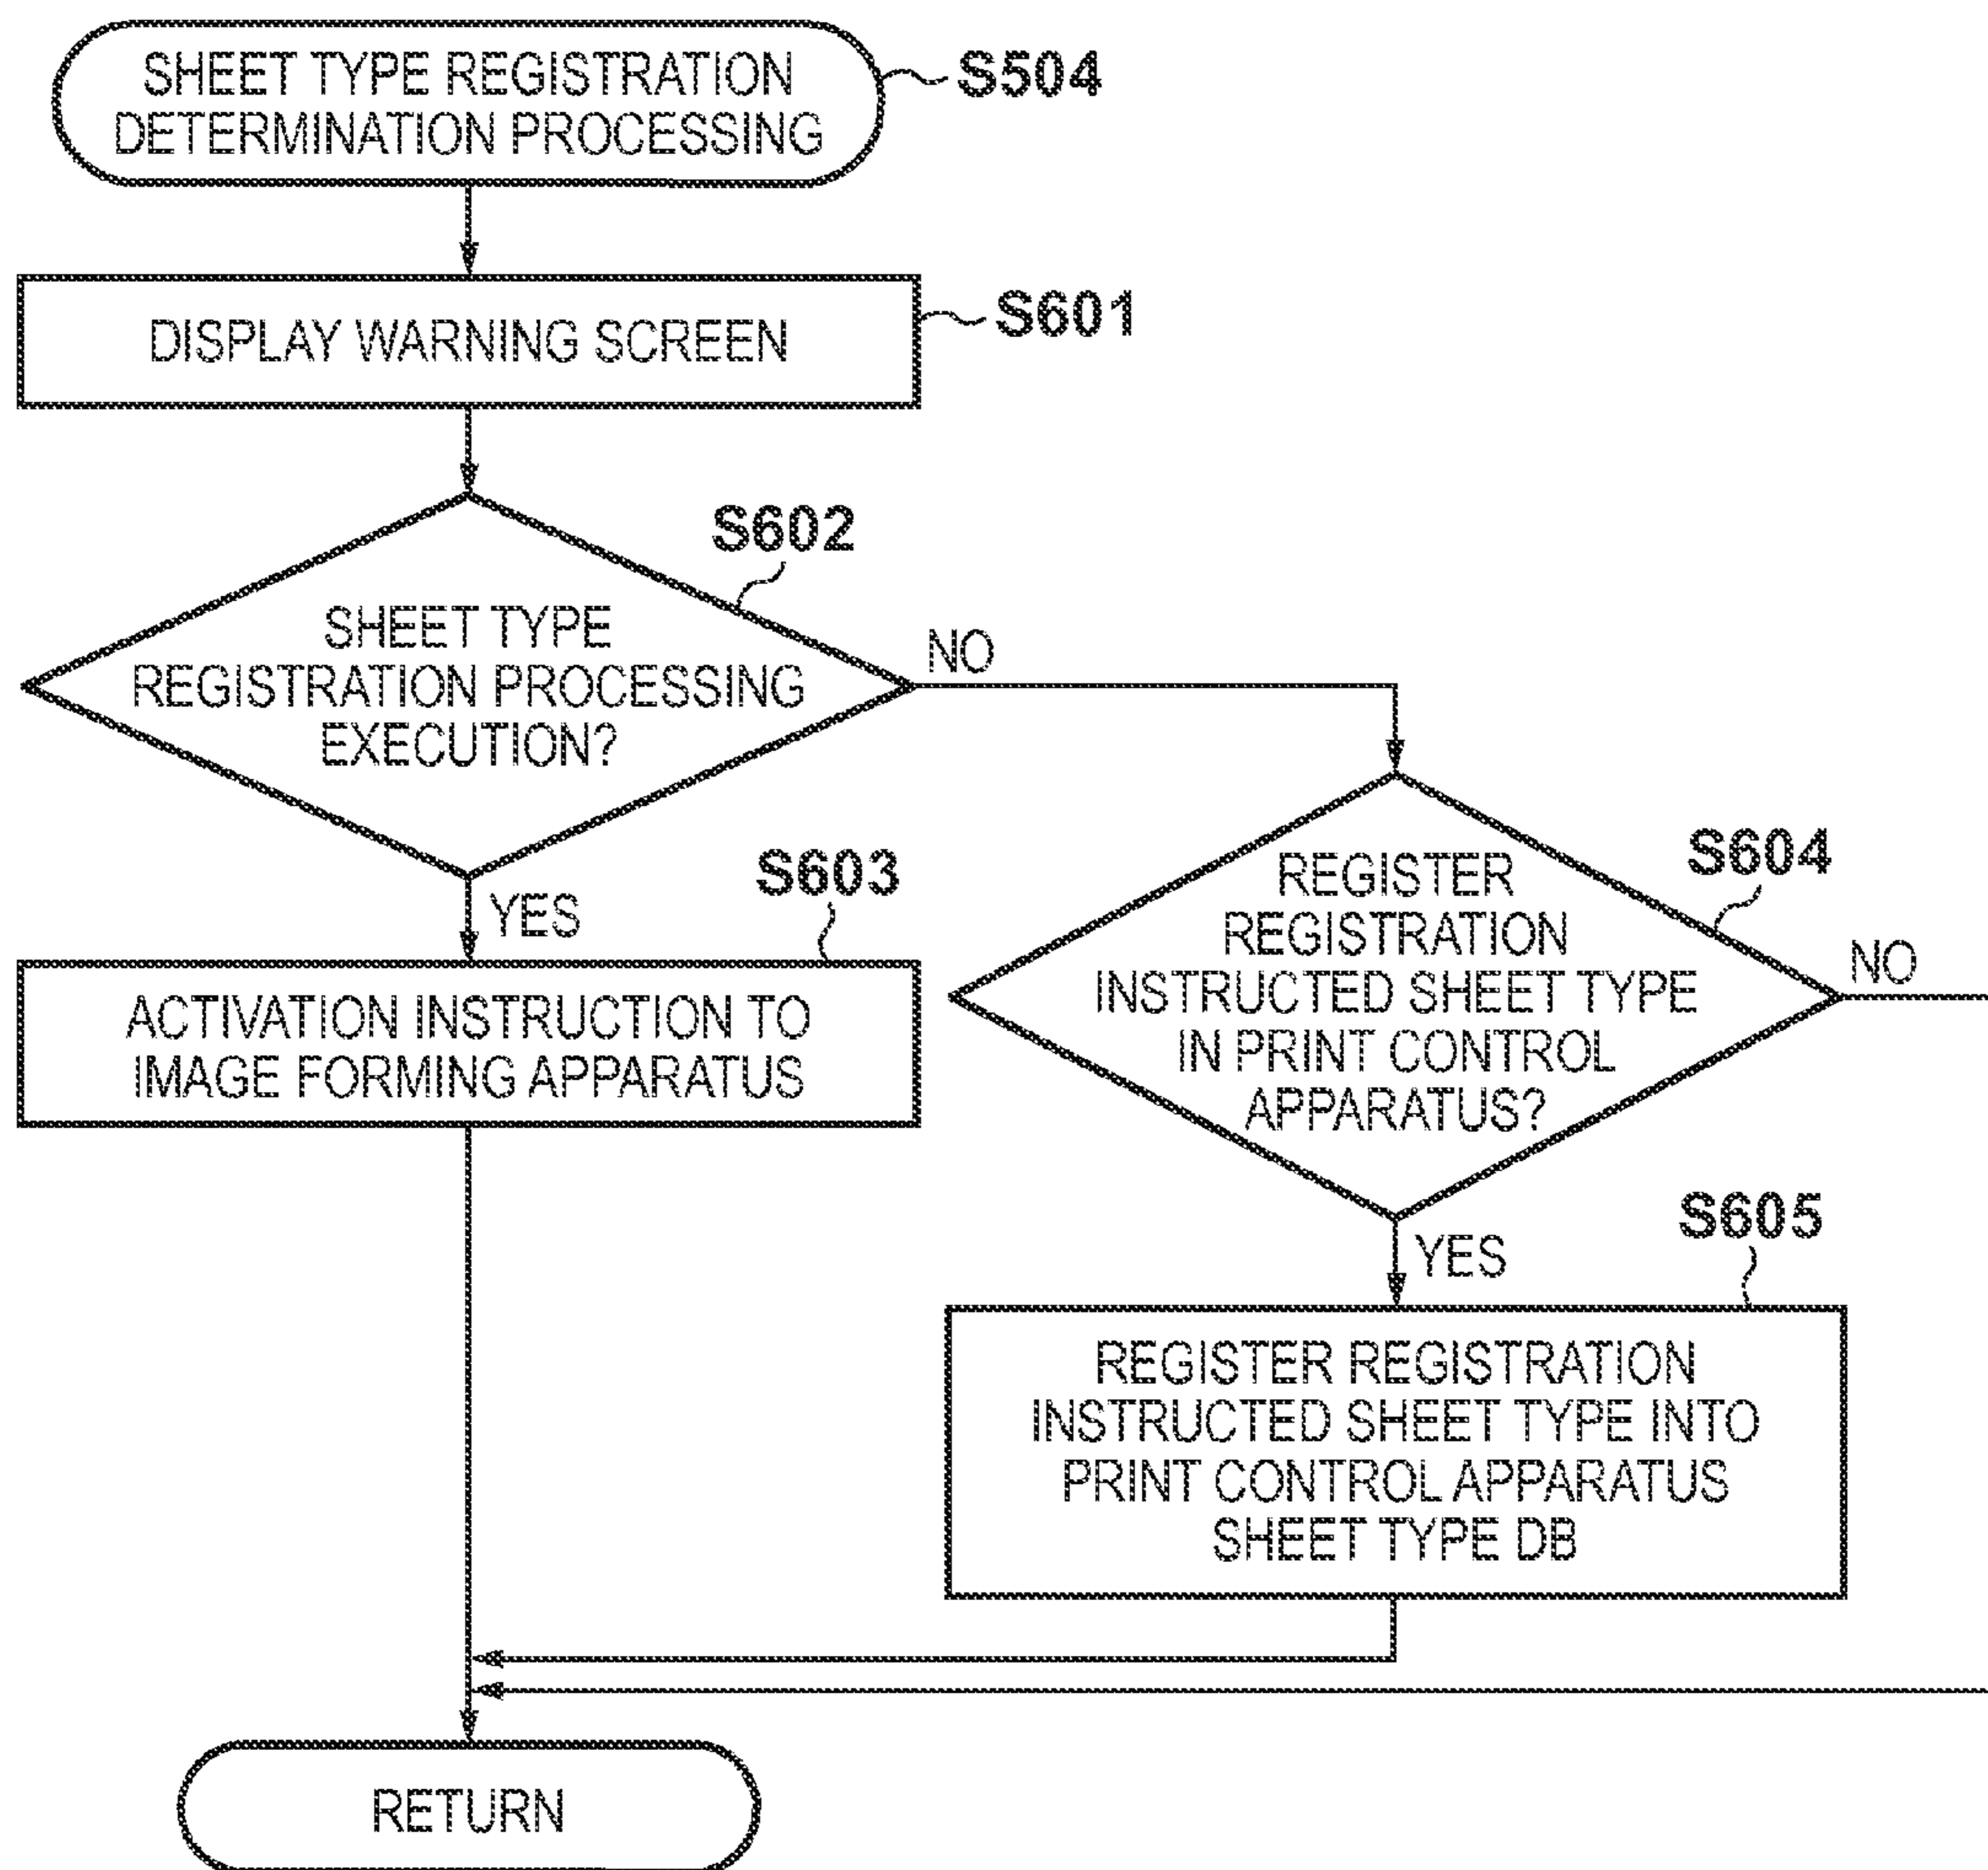 SHEET TYPE REGISTRATION
DETERMINATION PROCESSING
S504
DISPLAY WARNING SCREEN
S601
S602
SHEET TYPE
REGISTRATION PROCESSING
EXECUTION?
NO
YES
S603
ACTIVATION INSTRUCTION TO
IMAGE FORMING APPARATUS
S604
REGISTER
REGISTRATION
INSTRUCTED SHEET TYPE
IN PRINT CONTROL
APPARATUS?
NO
YES
S605
REGISTER REGISTRATION
INSTRUCTED SHEET TYPE INTO
PRINT CONTROL APPARATUS
SHEET TYPE DB
RETURN